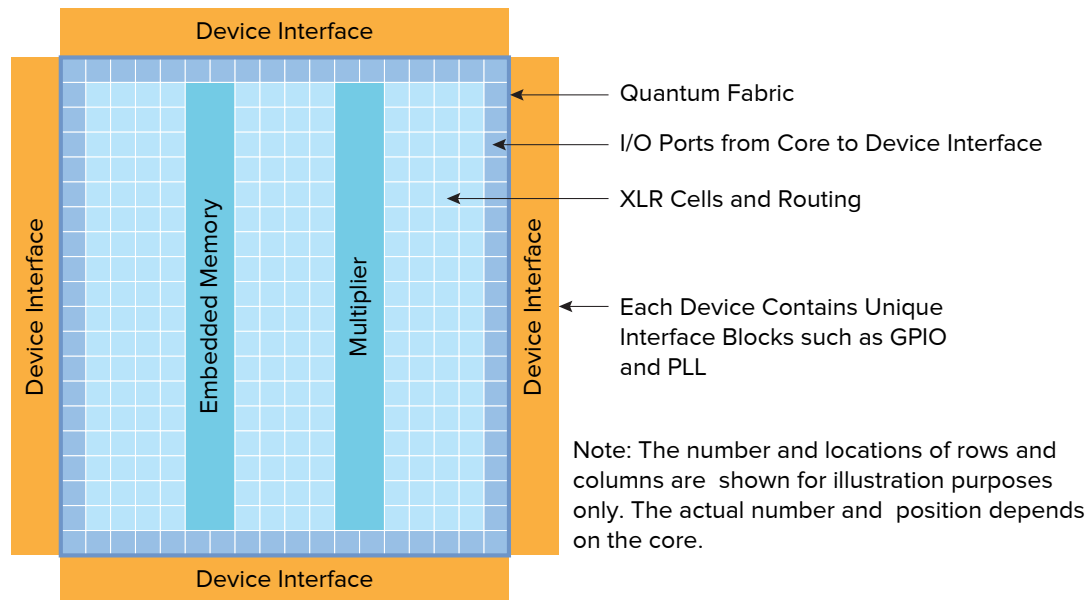 Device Interface
Device Interface
Embedded Memory
Multiplier
Device Interface
Quantum Fabric
I/O Ports from Core to Device Interface
XLR Cells and Routing
Each Device Contains Unique
Interface Blocks such as GPIO
and PLL
Note: The number and locations of rows and
columns are  shown for illustration purposes
only. The actual number and  position depends
on the core.
Device Interface